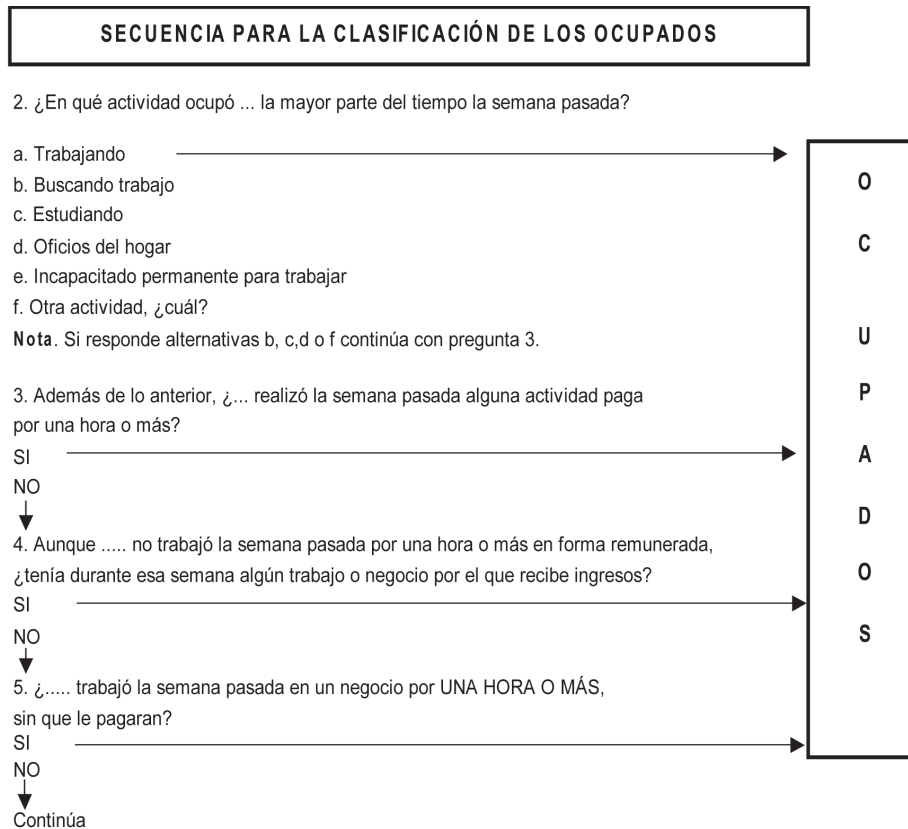 SECUENCIA PARA LA CLASIFICACIÓN DE LOS OCUPADOS
2. ¿En qué actividad ocupó ... la mayor parte del tiempo la semana pasada?
a. Trabajando
b. Buscando trabajo
c. Estudiando
d. Oficios del hogar
e. Incapacitado permanente para trabajar
f. Otra actividad, ¿cuál?
Nota. Si responde alternativas b, c,d o f continúa con pregunta 3.
3. Además de lo anterior, ¿... realizó la semana pasada alguna actividad paga
por una hora o más?
SI
NO
4. Aunque ..... no trabajó la semana pasada por una hora o más en forma remunerada,
¿tenía durante esa semana algún trabajo o negocio por el que recibe ingresos?
SI
NO
5. ¿..... trabajó la semana pasada en un negocio por UNA HORA O MÁS,
sin que le pagaran?
SI
NO
Continúa
O
C
U
P
A
D
O
S